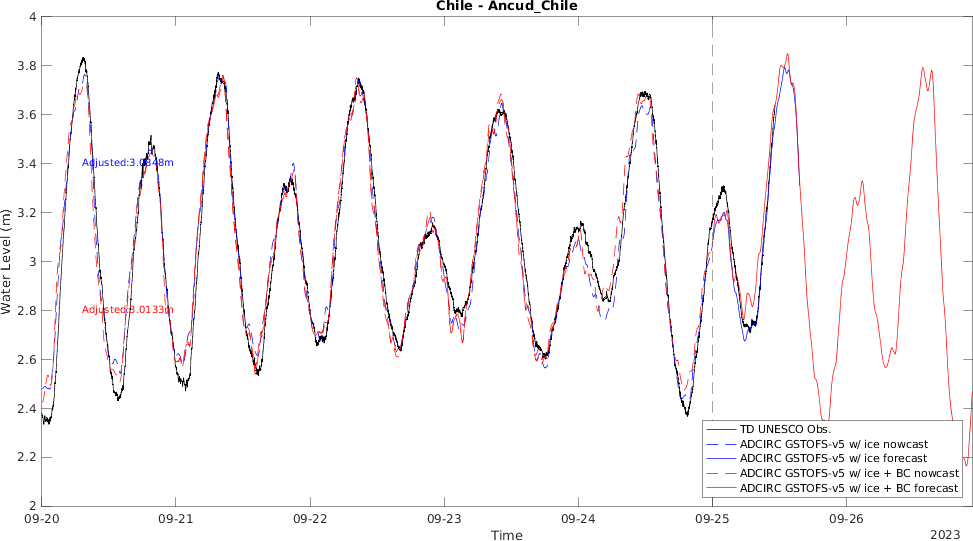 Chile - Ancud_Chile
Water Level (m)
4
3.8
3.6
3.4
3.2
3
2.8
2.6
2.4
2.2
2
Adjusted:3.0848m
Adjusted:3.0133m
TD UNESCO Obs.
ADCIRC GSTOFS-v5 w/ ice nowcast
ADCIRC GSTOFS-v5 w/ ice forecast
ADCIRC GSTOFS-v5 w/ ice + BC nowcast
ADCIRC GSTOFS-v5 w/ ice + BC forecast
09-20 09-21 09-22 09-23 09-24 09-25 09-26
Time
2023